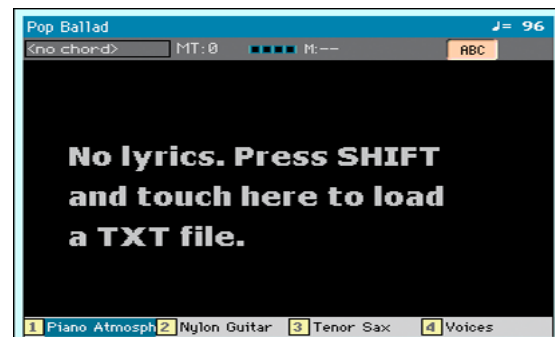 Pop Ballad ♩= 96
<no chord> MT:0 M:-- ABC
No lyrics. Press SHIFT
and touch here to load
a TXT file.
1 Piano Atmosph 2 Nylon Guitar 3 Tenor Sax 4 Voices